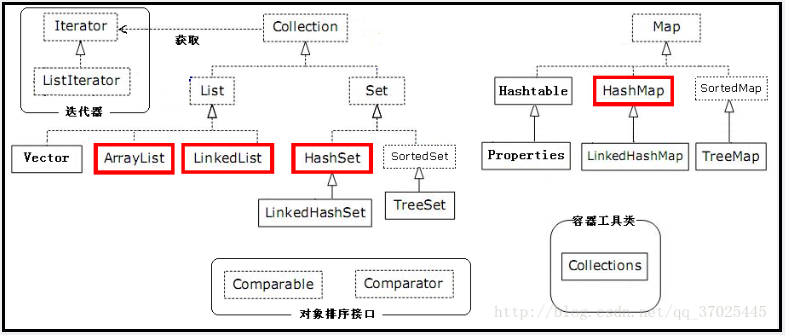 Iterator
Collection
Map
获取
ListIterator
List
Set
Hashtable
HashMap
SortedMap
迭代器
Vector
ArrayList
LinkedList
HashSet
SortedSet
Properties
LinkedHashMap
TreeMap
LinkedHashSet
TreeSet
容器工具类
Collections
Comparable
Comparator
对象排序接口
http://blog.csdn.net/qq_37025445